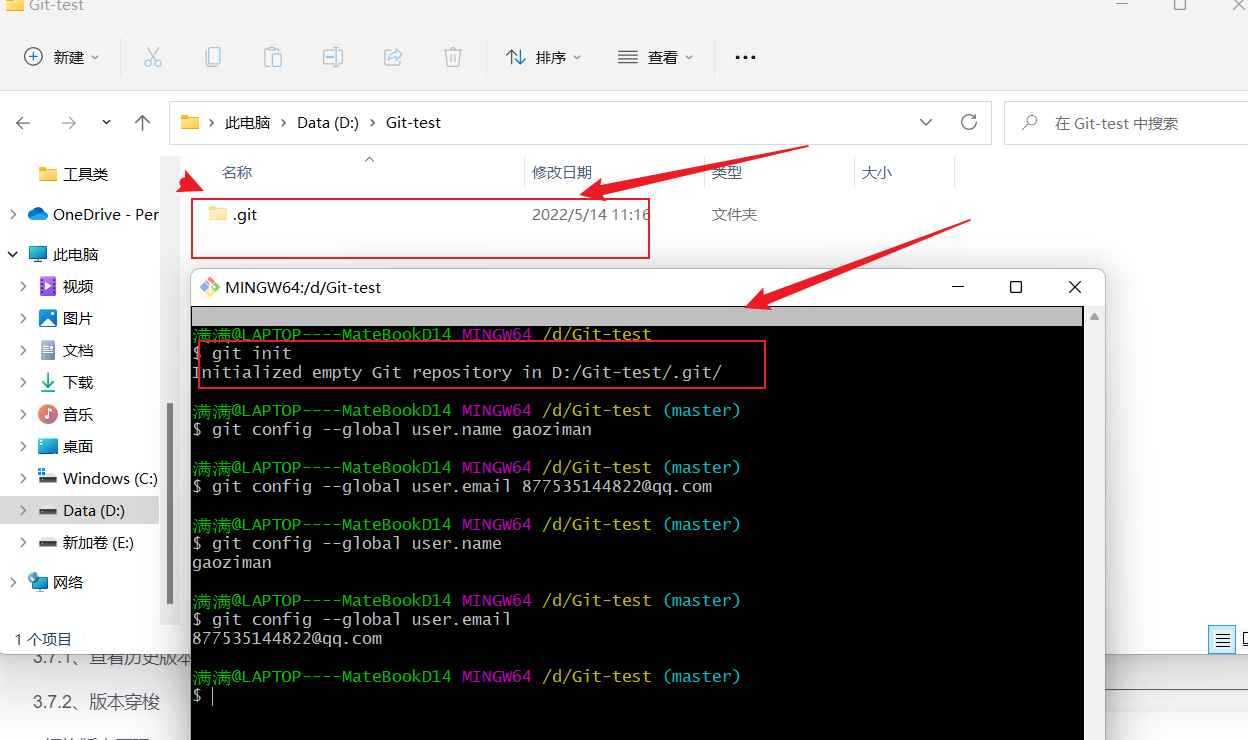 Git-test
新建
排序
查看
此电脑
Data (D:)
Git-test
在 Git-test 中搜索
名称
修改日期
类型
大小
.git
2022/5/14 11:16
文件夹
工具类
OneDrive - Per
此电脑
视频
图片
文档
下载
音乐
桌面
Windows (C:)
Data (D:)
新加卷 (E:)
网络
1 个项目
3.7.1、查看历史版本
3.7.2、版本穿梭
MINGW64:/d/Git-test
满满@LAPTOP----MateBookD14 MINGW64 /d/Git-test
$ git init
Initialized empty Git repository in D:/Git-test/.git/
满满@LAPTOP----MateBookD14 MINGW64 /d/Git-test (master)
$ git config --global user.name gaoziman
满满@LAPTOP----MateBookD14 MINGW64 /d/Git-test (master)
$ git config --global user.email 877535144822@qq.com
满满@LAPTOP----MateBookD14 MINGW64 /d/Git-test (master)
$ git config --global user.name
gaoziman
满满@LAPTOP----MateBookD14 MINGW64 /d/Git-test (master)
$ git config --global user.email
877535144822@qq.com
满满@LAPTOP----MateBookD14 MINGW64 /d/Git-test (master)
$